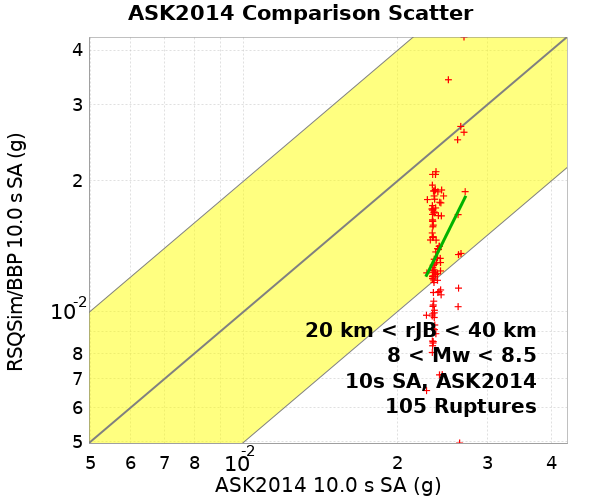 ASK2014 Comparison Scatter
RSQSim/BBP 10.0 s SA (g)
4
3
2
10-2
8
7
6
5
20 km < rJB < 40 km
8 < Mw < 8.5
10s SA, ASK2014
105 Ruptures
5 6 7 8 10-2 2 3 4
ASK2014 10.0 s SA (g)